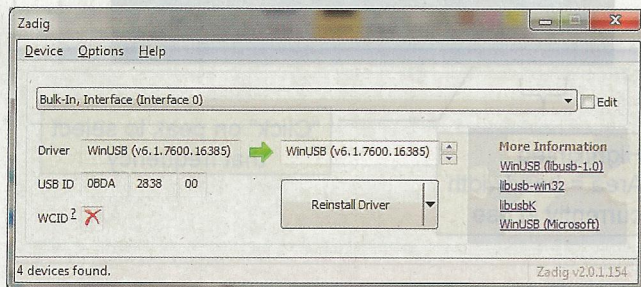 Zadig
Device Options Help
Bulk-In, Interface (Interface 0)
Edit
Driver WinUSB (v6.1.7600.16385) WinUSB (v6.1.7600.16385)
USB ID 0BDA 2838 00
WCID ?
Reinstall Driver
More Information
WinUSB (libusb-1.0)
libusb-win32
libusbK
WinUSB (Microsoft)
4 devices found.
Zadig v2.0.1.154